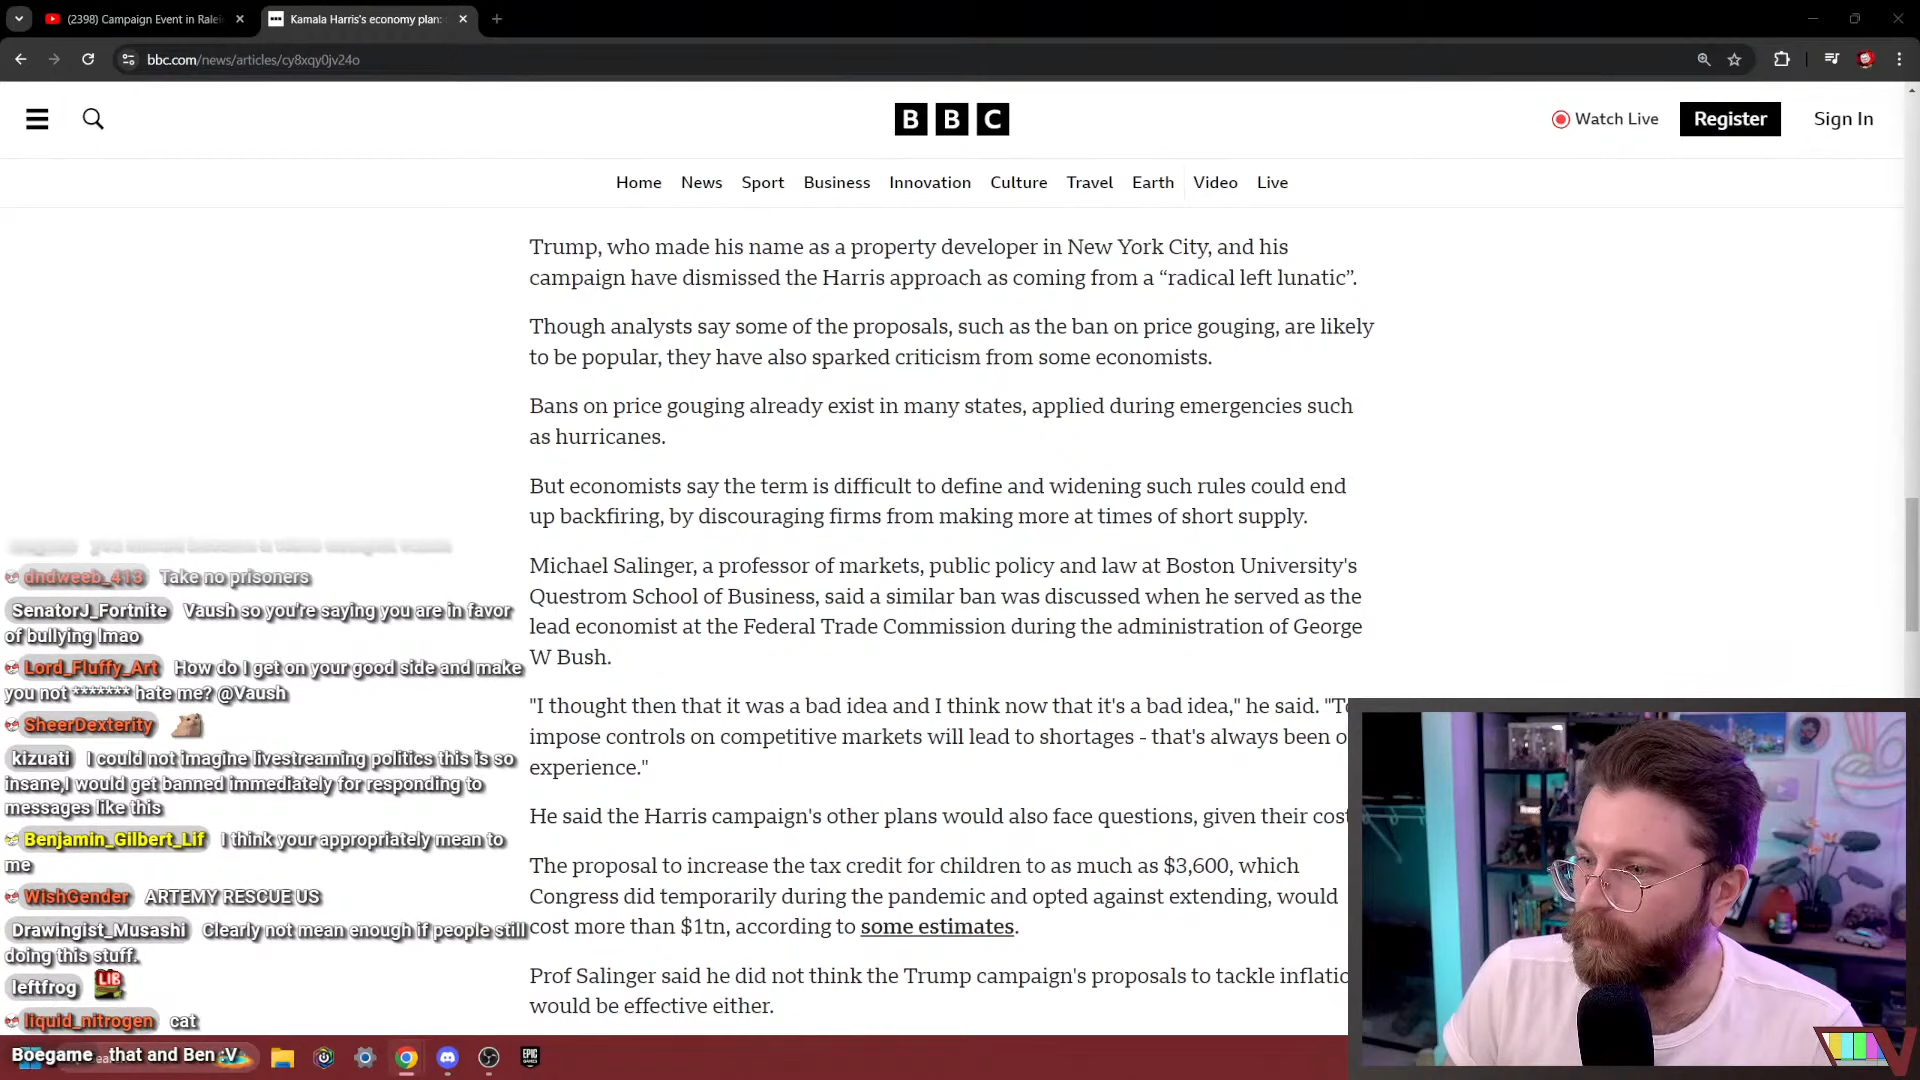 (2398) Campaign Event in Ralei
Kamala Harris's economy plan:
bbc.com/news/articles/cy8xqy0jv24o
BBC
Watch Live
Register
Sign In
Home News Sport Business Innovation Culture Travel Earth Video Live
Trump, who made his name as a property developer in New York City, and his
campaign have dismissed the Harris approach as coming from a “radical left lunatic”.
Though analysts say some of the proposals, such as the ban on price gouging, are likely
to be popular, they have also sparked criticism from some economists.
Bans on price gouging already exist in many states, applied during emergencies such
as hurricanes.
But economists say the term is difficult to define and widening such rules could end
up backfiring, by discouraging firms from making more at times of short supply.
Michael Salinger, a professor of markets, public policy and law at Boston University's
Questrom School of Business, said a similar ban was discussed when he served as the
lead economist at the Federal Trade Commission during the administration of George
W Bush.
"I thought then that it was a bad idea and I think now that it's a bad idea," he said. "T
impose controls on competitive markets will lead to shortages - that's always been o
experience."
He said the Harris campaign's other plans would also face questions, given their cos
The proposal to increase the tax credit for children to as much as $3,600, which
Congress did temporarily during the pandemic and opted against extending, would
cost more than $1tn, according to some estimates.
Prof Salinger said he did not think the Trump campaign's proposals to tackle inflatio
would be effective either.
dndweeb_413 Take no prisoners
SenatorJ_Fortnite Vaush so you're saying you are in favor
of bullying lmao
Lord_Fluffy_Art How do I get on your good side and make
you not ******* hate me? @Vaush
SheerDexterity
kizuati I could not imagine livestreaming politics this is so
insane,I would get banned immediately for responding to
messages like this
Benjamin_Gilbert_Lif I think your appropriately mean to
me
WishGender ARTEMY RESCUE US
Drawingist_Musashi Clearly not mean enough if people still
doing this stuff.
leftfrog LIB
liquid_nitrogen cat
Boegame that and Ben :V
EPIC
GAMES